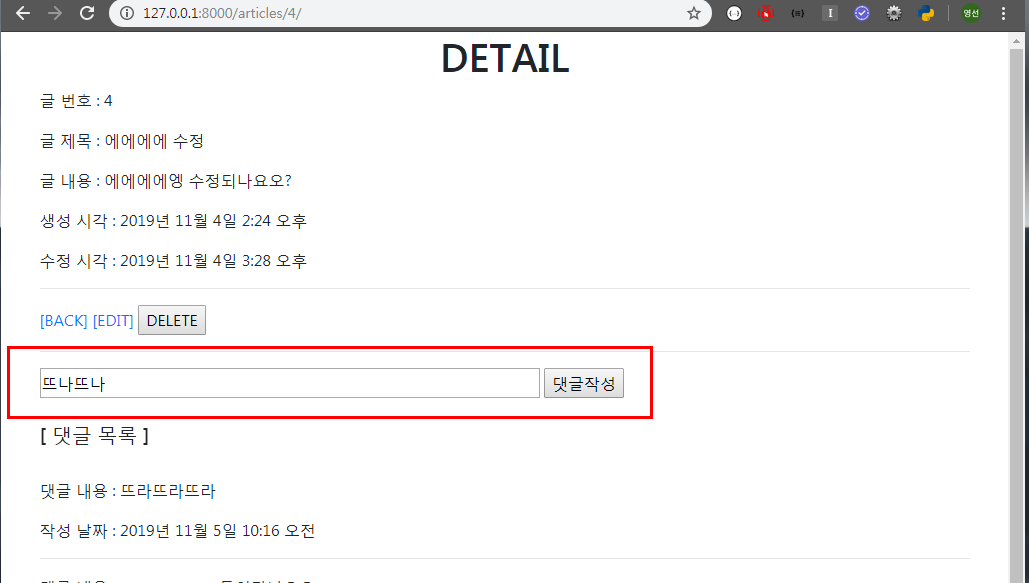 127.0.0.1:8000/articles/4/
영선
DETAIL
글 번호 : 4
글 제목 : 에에에에 수정
글 내용 : 에에에에엥 수정되나요오?
생성 시각 : 2019년 11월 4일 2:24 오후
수정 시각 : 2019년 11월 4일 3:28 오후
[BACK] [EDIT] DELETE
뜨나뜨나 댓글작성
[ 댓글 목록 ]
댓글 내용 : 뜨라뜨라뜨라
작성 날짜 : 2019년 11월 5일 10:16 오전